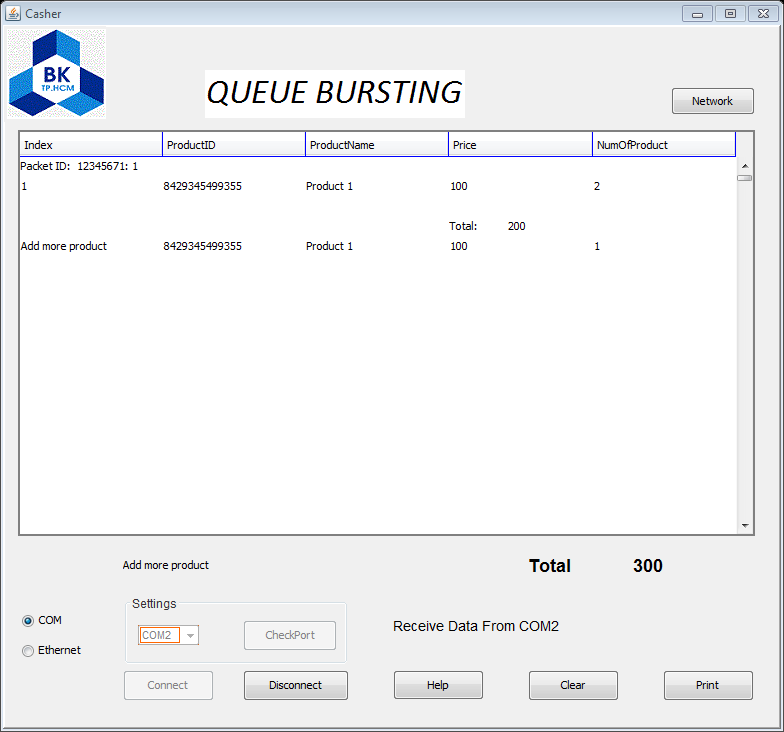 Casher
BK
TP.HCM
QUEUE BURSTING
Network
Index ProductID ProductName Price NumOfProduct
Packet ID: 12345671: 1
1 8429345499355 Product 1 100 2
Total: 200
Add more product 8429345499355 Product 1 100 1
Add more product Total 300
Settings
COM
COM2 CheckPort Receive Data From COM2
Ethernet
Connect Disconnect Help Clear Print